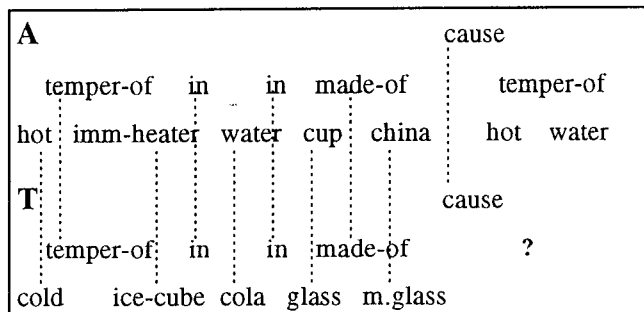 A cause
temper-of in in made-of temper-of
hot imm-heater water cup china hot water
T cause
temper-of in in made-of ?
cold ice-cube cola glass m.glass